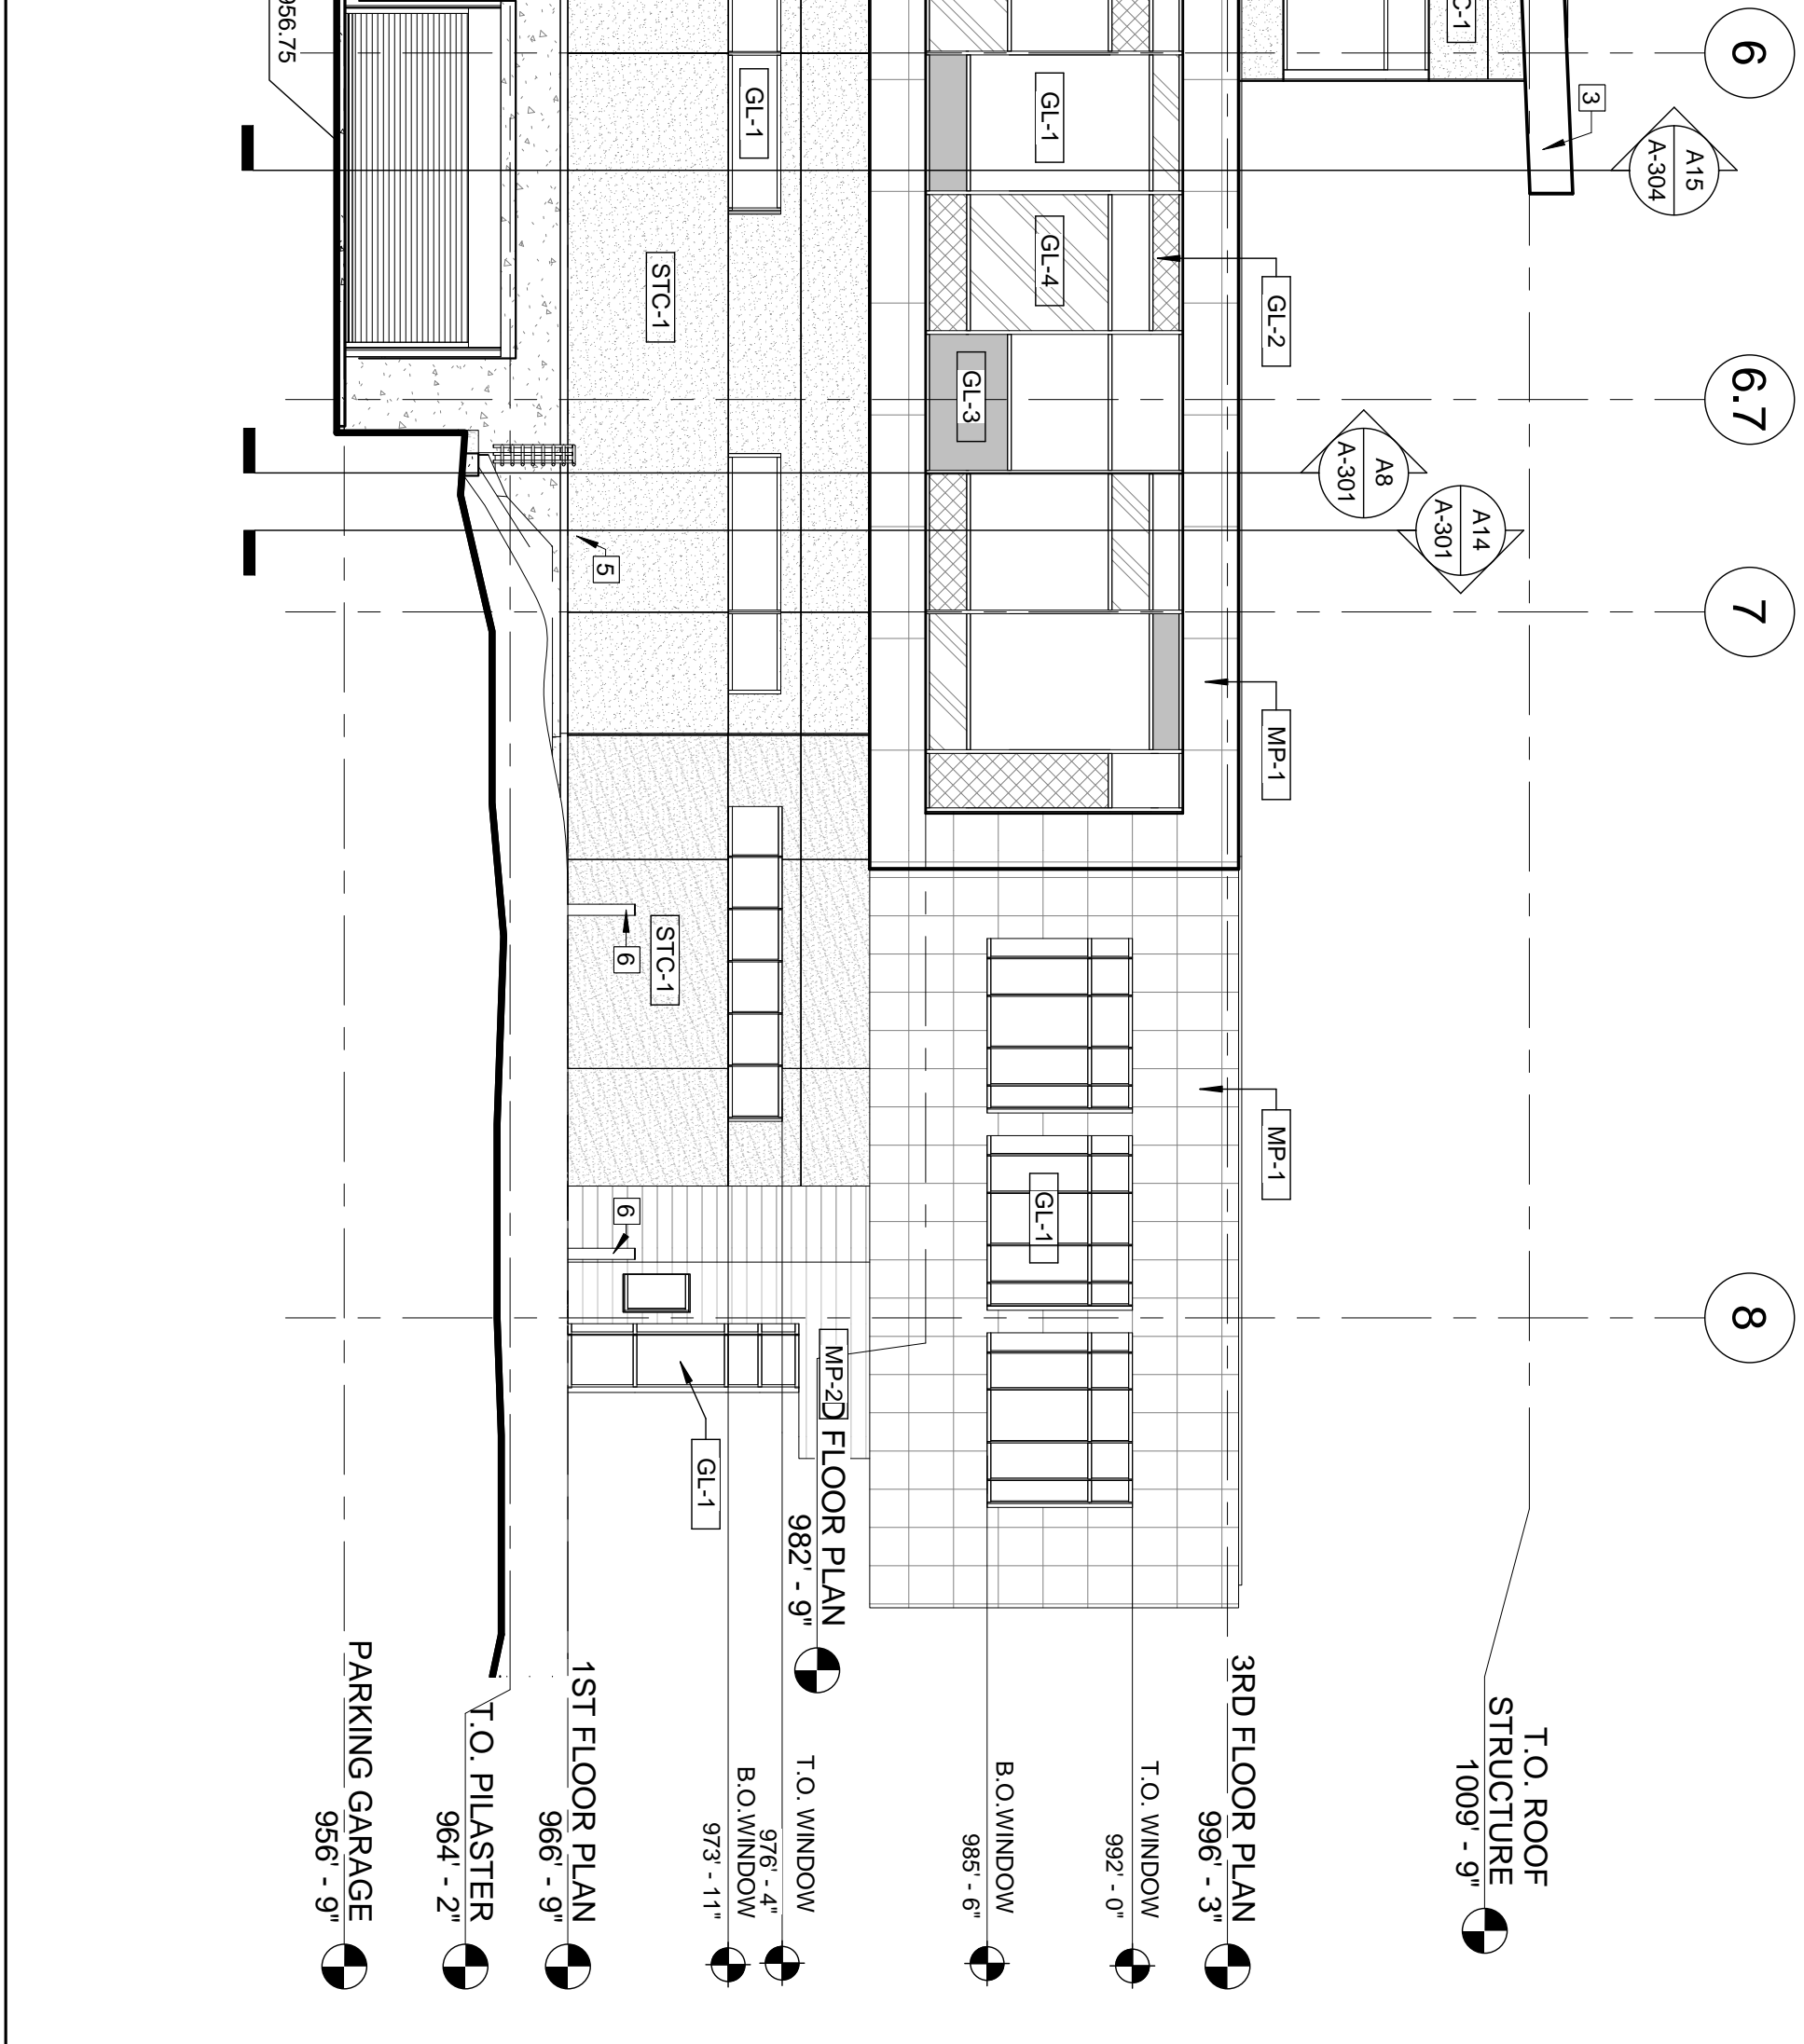 6
6.7
7
8
3
A15
A-304
A8
A-301
A14
A-301
C-1
GL-2
MP-1
MP-1
GL-1
GL-4
GL-3
GL-1
GL-1
STC-1
STC-1
5
6
6
MP-2
GL-1
956.75
T.O. ROOF
STRUCTURE
1009' - 9"
3RD FLOOR PLAN
996' - 3"
T.O. WINDOW
992' - 0"
B.O.WINDOW
985' - 6"
D FLOOR PLAN
982' - 9"
T.O. WINDOW
976' - 4"
B.O.WINDOW
973' - 11"
1ST FLOOR PLAN
966' - 9"
T.O. PILASTER
964' - 2"
PARKING GARAGE
956' - 9"